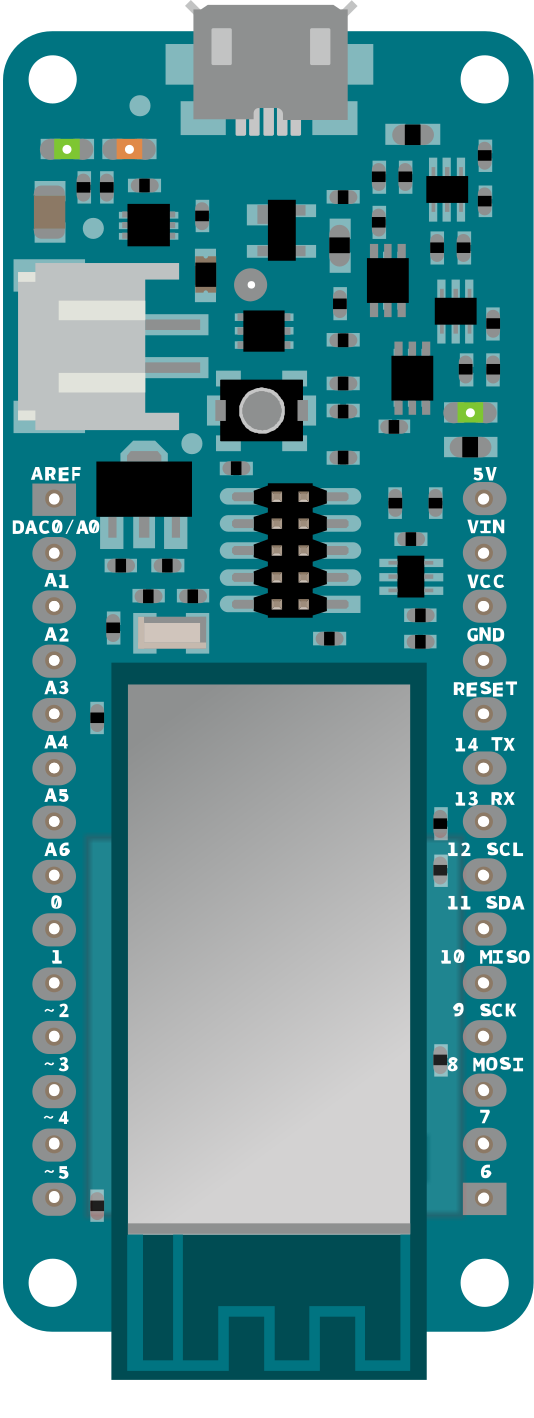 AREF
DAC0/A0
A1
A2
A3
A4
A5
A6
0
1
~2
~3
~4
~5
5V
VIN
VCC
GND
RESET
14 TX
13 RX
12 SCL
11 SDA
10 MISO
9 SCK
8 MOSI
7
6